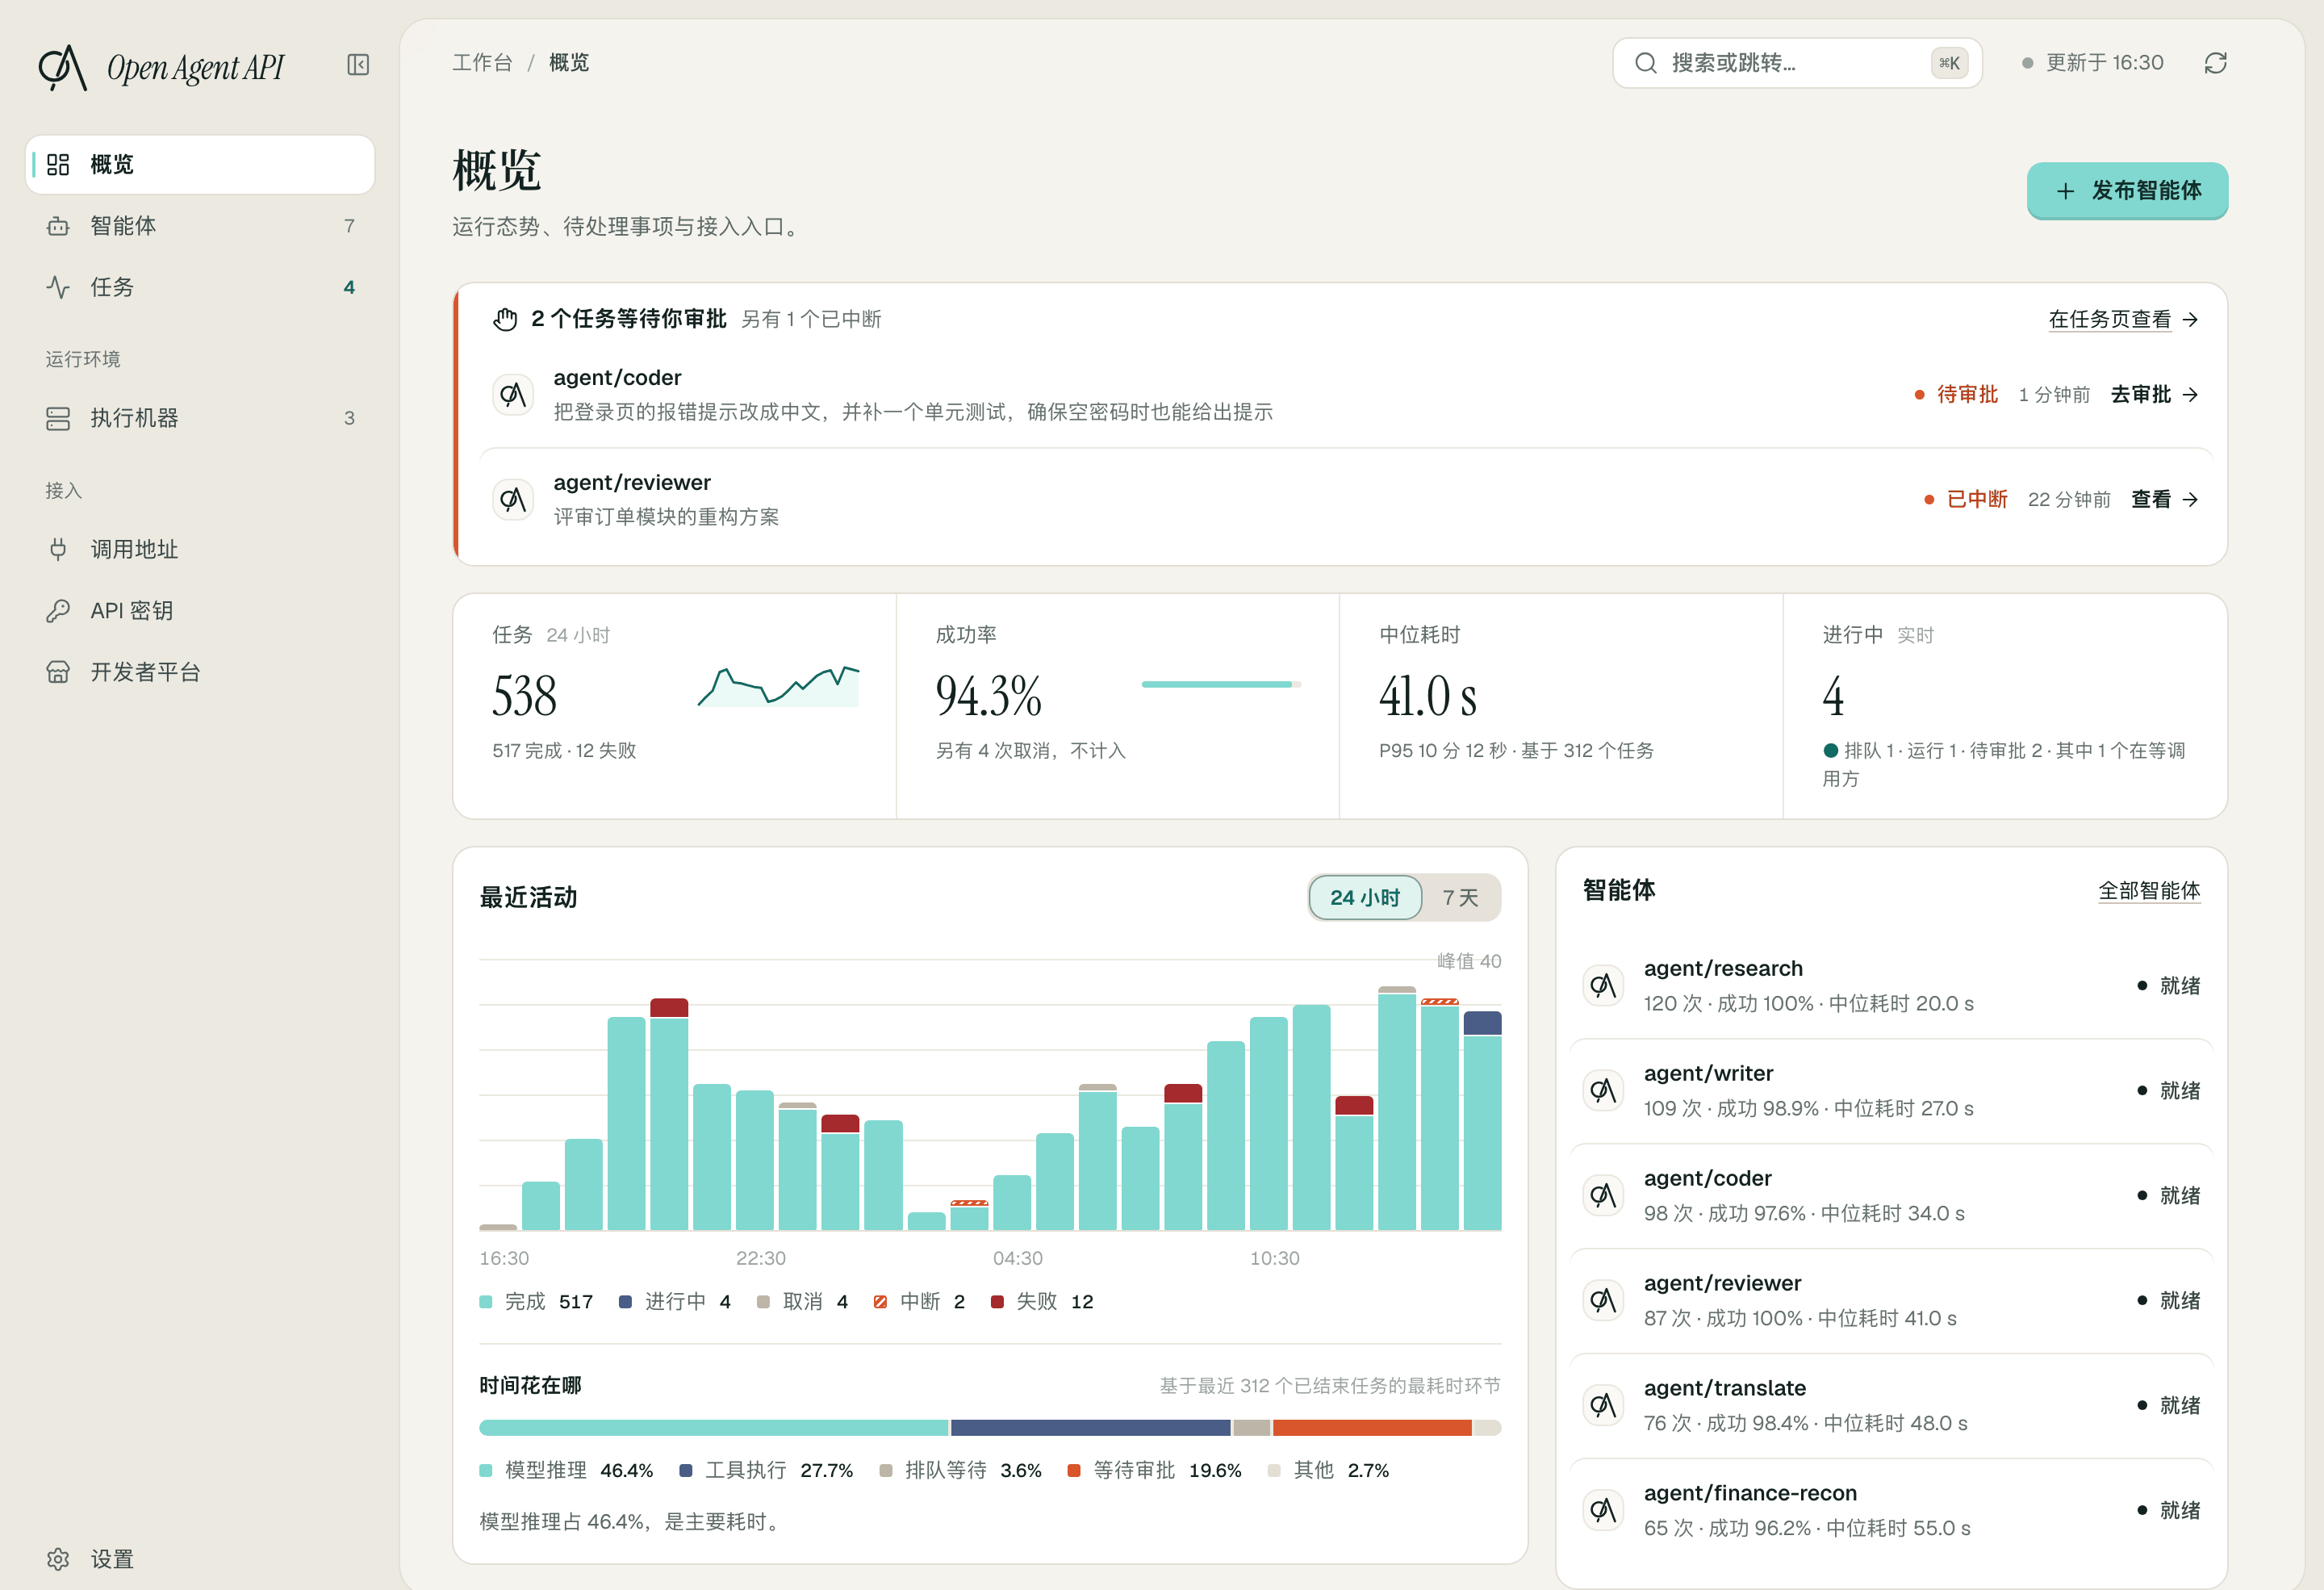 Open Agent API
概览
智能体 7
任务 4
运行环境
执行机器 3
接入
调用地址
API 密钥
开发者平台
设置
工作台 / 概览
搜索或跳转... ⌘K
更新于 16:30
概览
运行态势、待处理事项与接入入口。
+ 发布智能体
2 个任务等待你审批 另有 1 个已中断
在任务页查看 →
agent/coder
把登录页的报错提示改成中文，并补一个单元测试，确保空密码时也能给出提示
待审批 1 分钟前 去审批 →
agent/reviewer
评审订单模块的重构方案
已中断 22 分钟前 查看 →
任务 24 小时
538
517 完成 · 12 失败
成功率
94.3%
另有 4 次取消，不计入
中位耗时
41.0 s
P95 10 分 12 秒 · 基于 312 个任务
进行中 实时
4
排队 1 · 运行 1 · 待审批 2 · 其中 1 个在等调
用方
最近活动
24 小时 7 天
峰值 40
16:30 22:30 04:30 10:30
完成 517 进行中 4 取消 4 中断 2 失败 12
时间花在哪
基于最近 312 个已结束任务的最耗时环节
模型推理 46.4% 工具执行 27.7% 排队等待 3.6% 等待审批 19.6% 其他 2.7%
模型推理占 46.4%，是主要耗时。
智能体
全部智能体
agent/research
120 次 · 成功 100% · 中位耗时 20.0 s
就绪
agent/writer
109 次 · 成功 98.9% · 中位耗时 27.0 s
就绪
agent/coder
98 次 · 成功 97.6% · 中位耗时 34.0 s
就绪
agent/reviewer
87 次 · 成功 100% · 中位耗时 41.0 s
就绪
agent/translate
76 次 · 成功 98.4% · 中位耗时 48.0 s
就绪
agent/finance-recon
65 次 · 成功 96.2% · 中位耗时 55.0 s
就绪